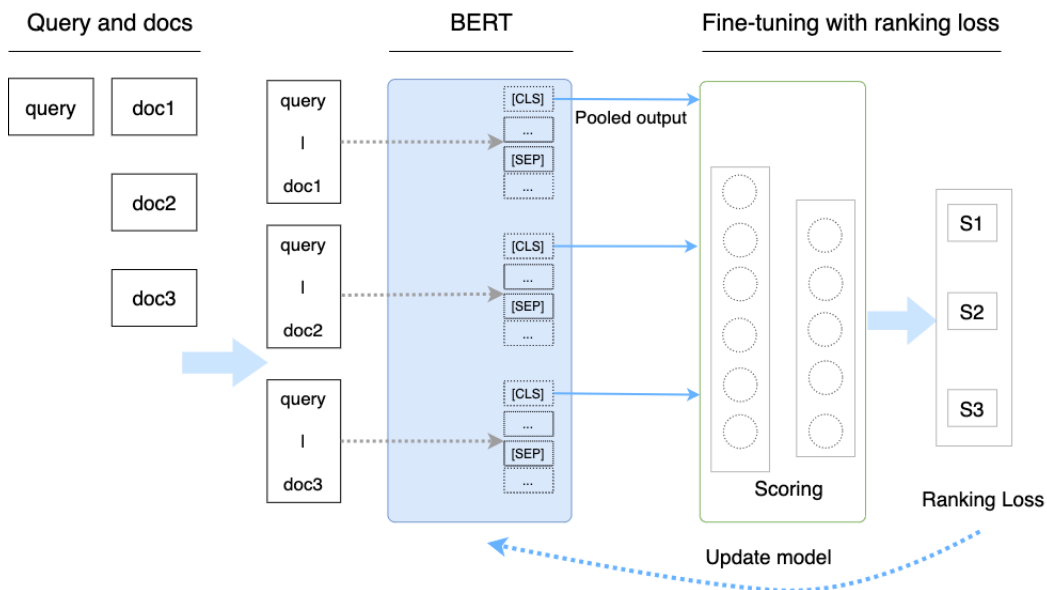 Query and docs
BERT
Fine-tuning with ranking loss
query
doc1
doc2
doc3
query
|
doc1
query
|
doc2
query
|
doc3
[CLS]
...
[SEP]
...
[CLS]
...
[SEP]
...
[CLS]
...
[SEP]
...
Pooled output
Scoring
S1
S2
S3
Ranking Loss
Update model